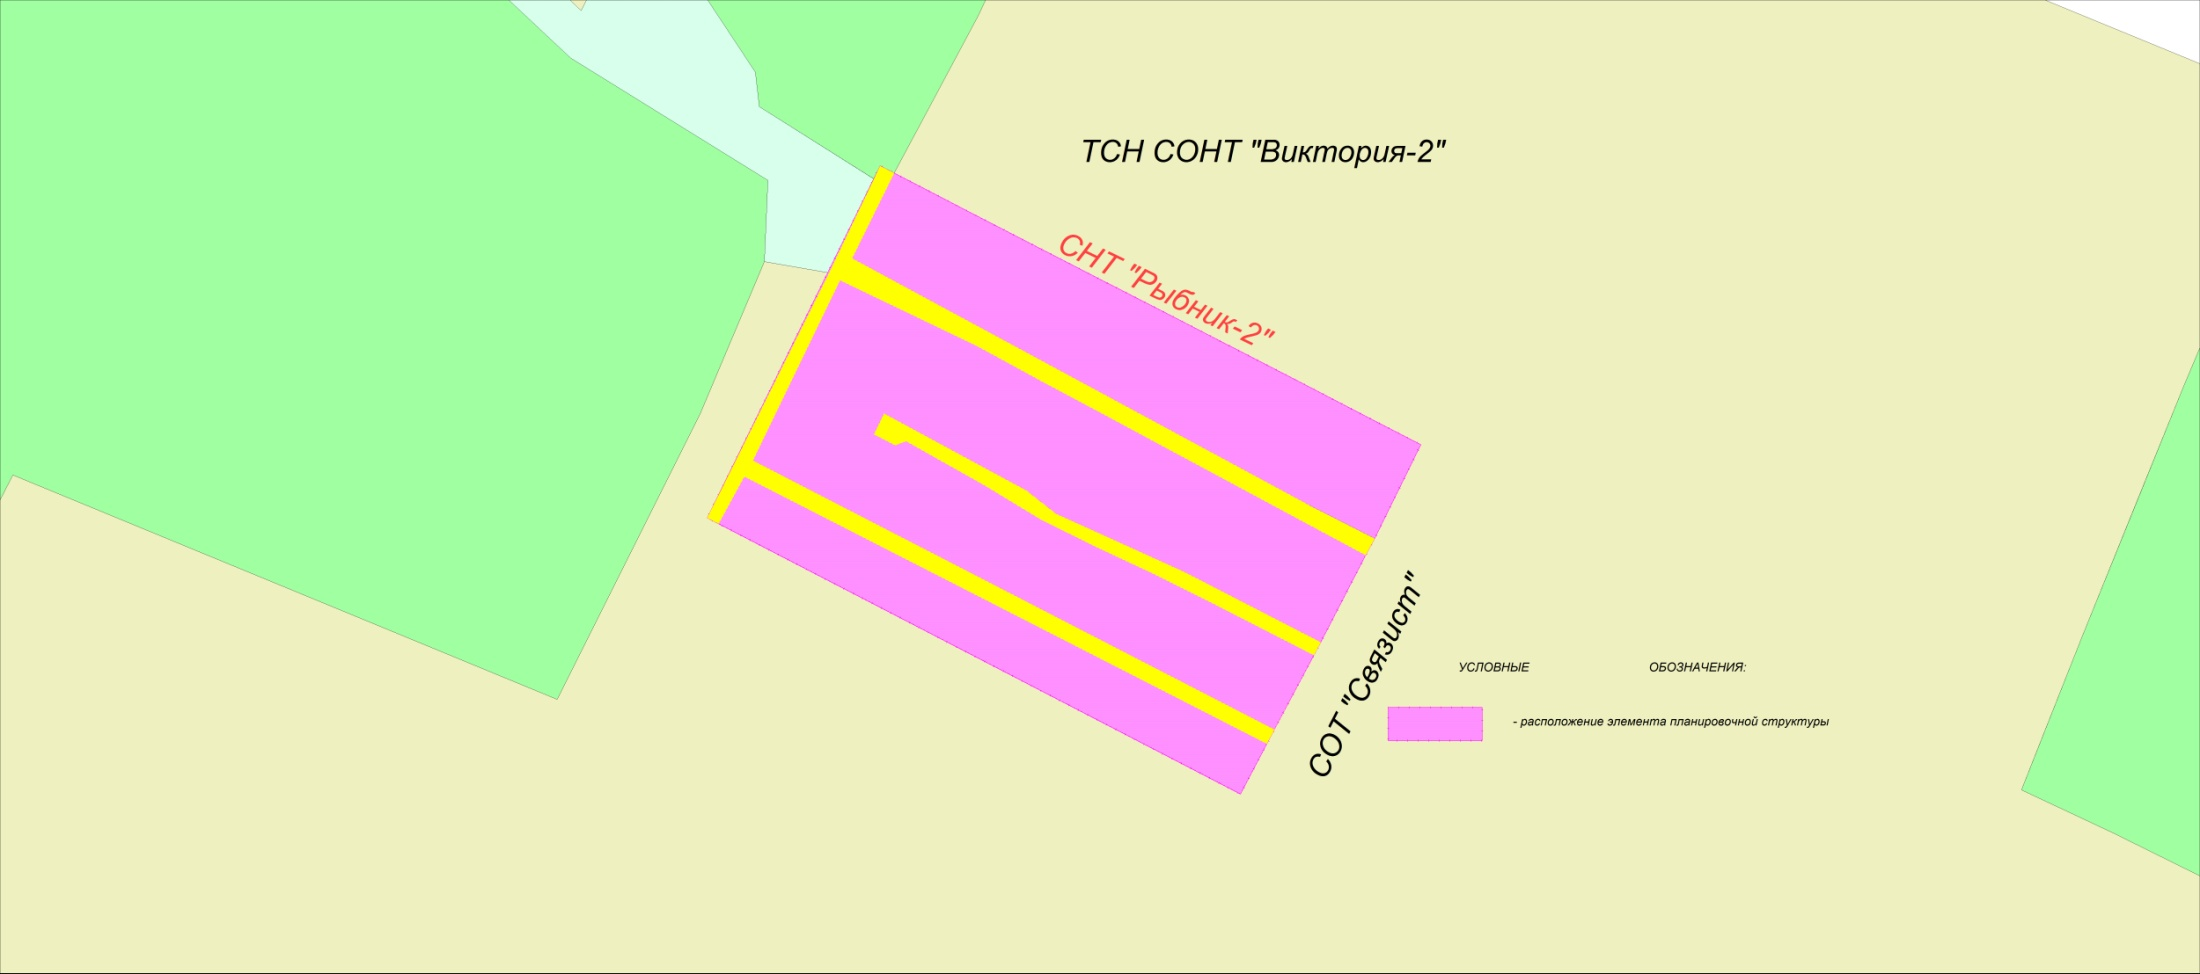 ТСН СОНТ "Виктория-2"
СНТ "Рыбник-2"
СОТ "Связист"
УСЛОВНЫЕ ОБОЗНАЧЕНИЯ:
- расположение элемента планировочной структуры